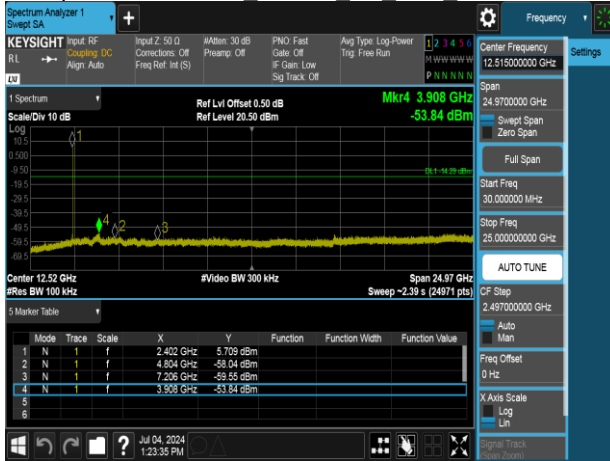 Spectrum Analyzer 1
Swept SA
Frequency
KEYSIGHT
RL
Input: RF
Coupling: DC
Align: Auto
Input Z: 50 Ω
Corrections: Off
Freq Ref: Int (S)
#Atten: 30 dB
Preamp: Off
PNO: Fast
Gate: Off
IF Gain: Low
Sig Track: Off
Avg Type: Log-Power
Trig: Free Run
1 2 3 4 5 6
M W W W W W
P N N N N N
Center Frequency
12.515000000 GHz
Settings
Span
24.9700000 GHz
Swept Span
Zero Span
Full Span
Start Freq
30.000000 MHz
Stop Freq
25.000000000 GHz
AUTO TUNE
CF Step
2.497000000 GHz
Auto
Man
Freq Offset
0 Hz
X Axis Scale
Log
Lin
Signal Track
(Span Zoom)
1 Spectrum
Scale/Div 10 dB
Ref Lvl Offset 0.50 dB
Ref Level 20.50 dBm
Mkr4 3.908 GHz
-53.84 dBm
Log
10.5
0.500
-9.50
-19.5
-29.5
-39.5
-49.5
-59.5
-69.5
1
4
2
3
DL1 -14.29 dBm
Center 12.52 GHz
#Video BW 300 kHz
Span 24.97 GHz
#Res BW 100 kHz
Sweep ~2.39 s (24971 pts)
5 Marker Table
Mode Trace Scale X Y Function Function Width Function Value
1 N 1 f 2.402 GHz 5.709 dBm
2 N 1 f 4.804 GHz -58.04 dBm
3 N 1 f 7.206 GHz -59.55 dBm
4 N 1 f 3.908 GHz -53.84 dBm
5
6
Jul 04, 2024
1:23:35 PM